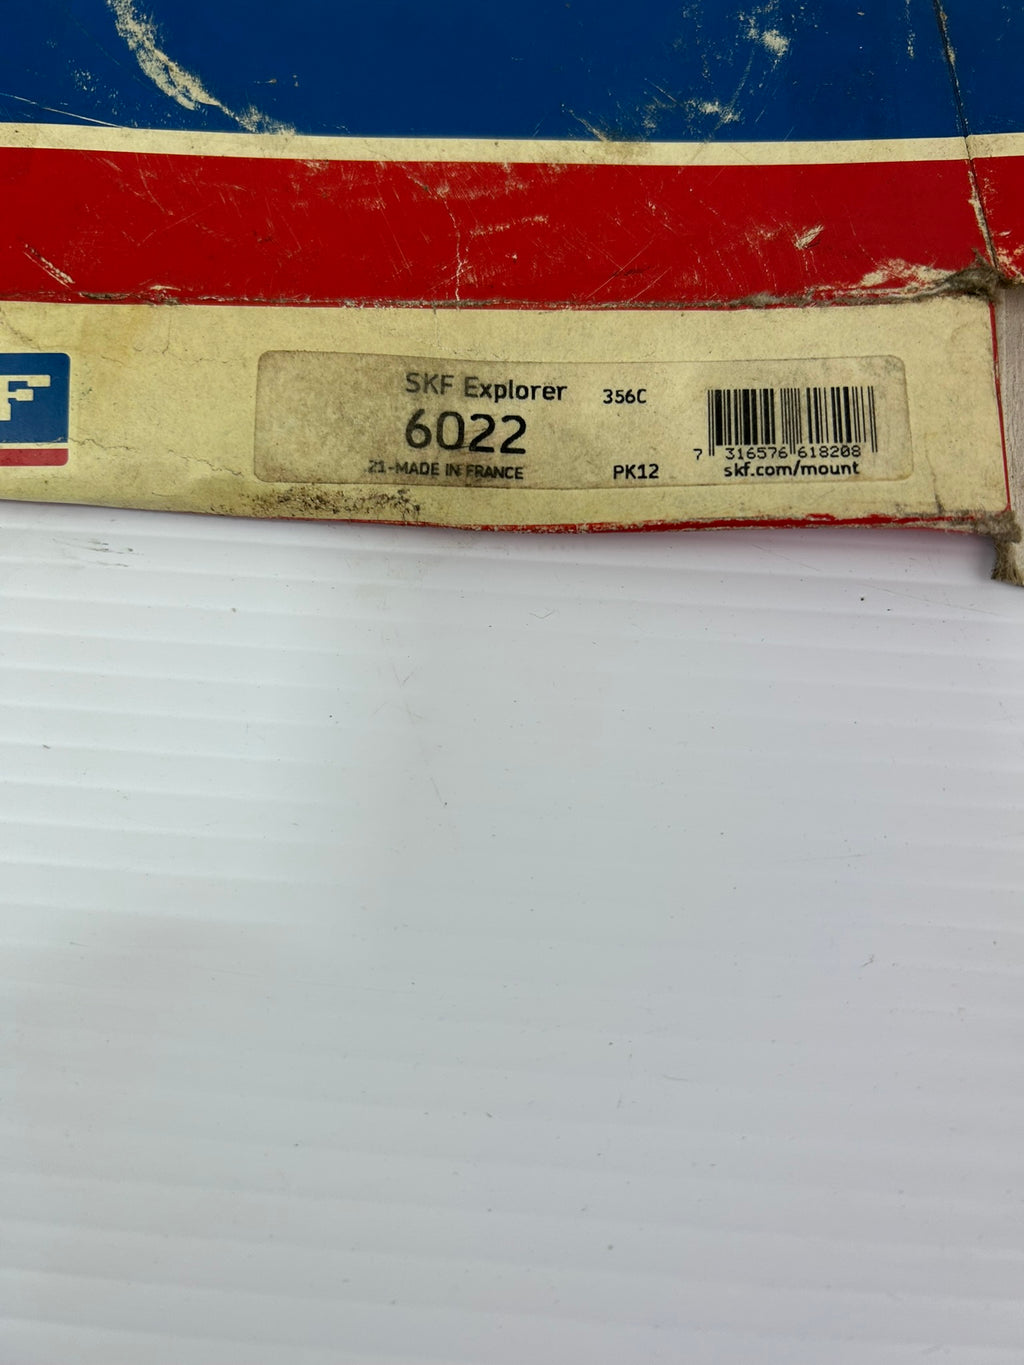 F
SKF Explorer 356C
6022
21-MADE IN FRANCE PK12
7 316576 618208
skf.com/mount